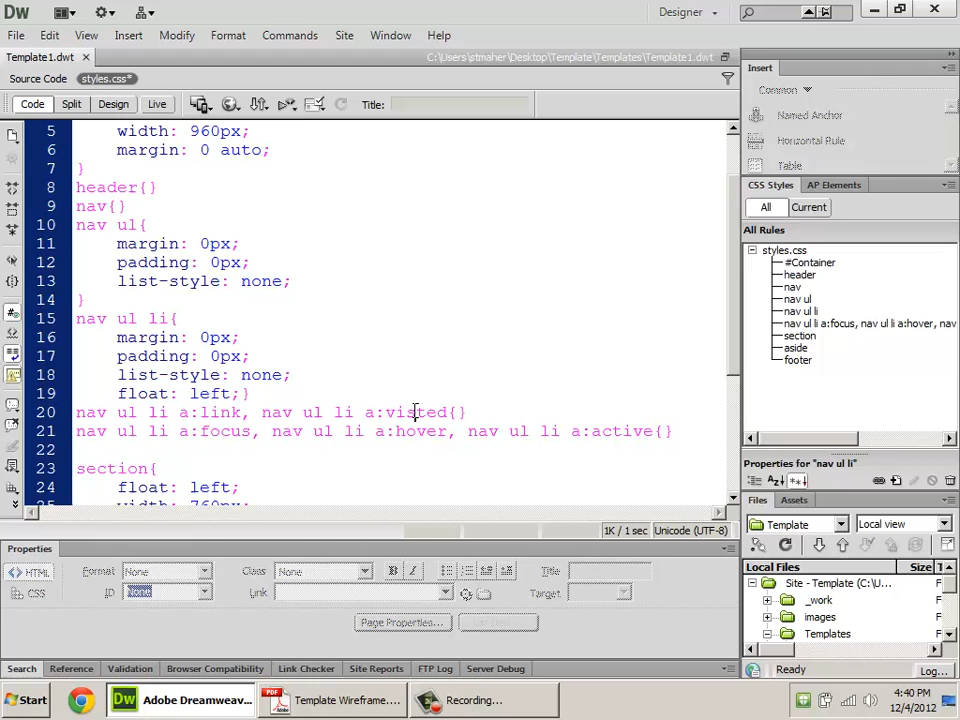 Dw
Designer
File Edit View Insert Modify Format Commands Site Window Help
Template1.dwt × C:\Users\stmaher\Desktop\Template\Templates\Template1.dwt
Source Code styles.css*
Code Split Design Live Title:
5 width: 960px;
6 margin: 0 auto;
7 }
8 header{}
9 nav{}
10 nav ul{
11 margin: 0px;
12 padding: 0px;
13 list-style: none;
14 }
15 nav ul li{
16 margin: 0px;
17 padding: 0px;
18 list-style: none;
19 float: left;}
20 nav ul li a:link, nav ul li a:visted{}
21 nav ul li a:focus, nav ul li a:hover, nav ul li a:active{}
22
23 section{
24 float: left;
25 width: 760px;
1K / 1 sec Unicode (UTF-8)
Properties
HTML Format None Class None B I Title
CSS ID None Link Target
Page Properties...
Search Reference Validation Browser Compatibility Link Checker Site Reports FTP Log Server Debug
Insert
Common
Named Anchor
Horizontal Rule
Table
CSS Styles AP Elements
All Current
All Rules
styles.css
#Container
header
nav
nav ul
nav ul li
nav ul li a:focus, nav ul li a:hover, nav
section
aside
footer
Properties for "nav ul li"
Files Assets
Template Local view
Local Files Size T
Site - Template (C:\U... F
_work F
images F
Templates F
Ready Log...
Start Adobe Dreamweav... Template Wireframe.... Recording...
4:40 PM
12/4/2012